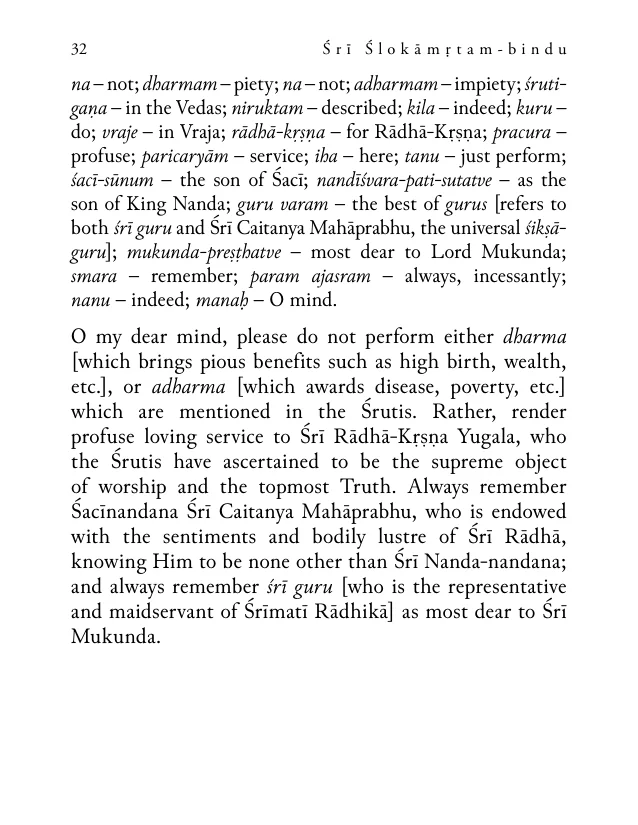 32 Śrī Ślokāmṛtam-bindu
na – not; dharmam – piety; na – not; adharmam – impiety; śruti-
gaṇa – in the Vedas; niruktam – described; kila – indeed; kuru –
do; vraje – in Vraja; rādhā-kṛṣṇa – for Rādhā-Kṛṣṇa; pracura –
profuse; paricaryām – service; iha – here; tanu – just perform;
śacī-sūnum – the son of Śacī; nandīśvara-pati-sutatve – as the
son of King Nanda; guru varam – the best of gurus [refers to
both śrī guru and Śrī Caitanya Mahāprabhu, the universal śikṣā-
guru]; mukunda-preṣṭhatve – most dear to Lord Mukunda;
smara – remember; param ajasram – always, incessantly;
nanu – indeed; manaḥ – O mind.
O my dear mind, please do not perform either dharma
[which brings pious benefits such as high birth, wealth,
etc.], or adharma [which awards disease, poverty, etc.]
which are mentioned in the Śrutis. Rather, render
profuse loving service to Śrī Rādhā-Kṛṣṇa Yugala, who
the Śrutis have ascertained to be the supreme object
of worship and the topmost Truth. Always remember
Śacīnandana Śrī Caitanya Mahāprabhu, who is endowed
with the sentiments and bodily lustre of Śrī Rādhā,
knowing Him to be none other than Śrī Nanda-nandana;
and always remember śrī guru [who is the representative
and maidservant of Śrīmatī Rādhikā] as most dear to Śrī
Mukunda.